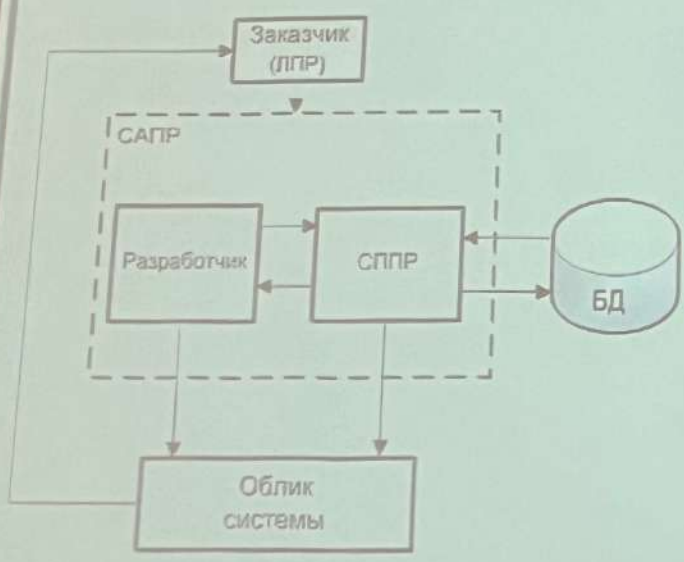 Заказчик
(ЛПР)
САПР
Разработчик
СППР
БД
Облик
системы